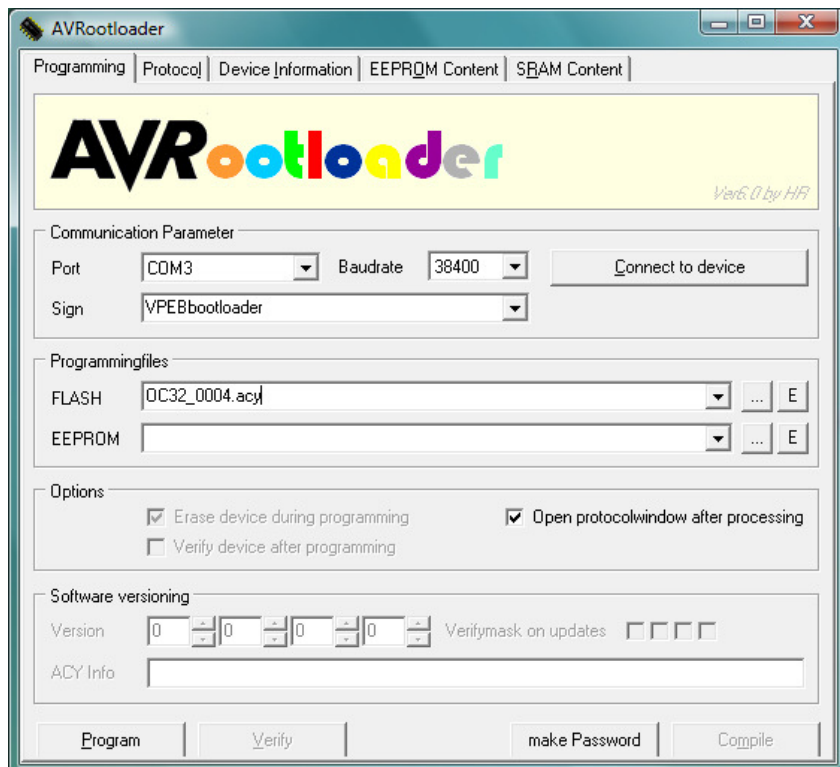 AVRootloader
Programming Protocol Device Information EEPROM Content SRAM Content
AVRootloader
Ver6.0 by HR
Communication Parameter
Port COM3 Baudrate 38400 Connect to device
Sign VPEBbootloader
Programmingfiles
FLASH OC32_0004.acy ... E
EEPROM ... E
Options
Erase device during programming Open protocolwindow after processing
Verify device after programming
Software versioning
Version 0 0 0 0 Verifymask on updates
ACY Info
Program Verify make Password Compile